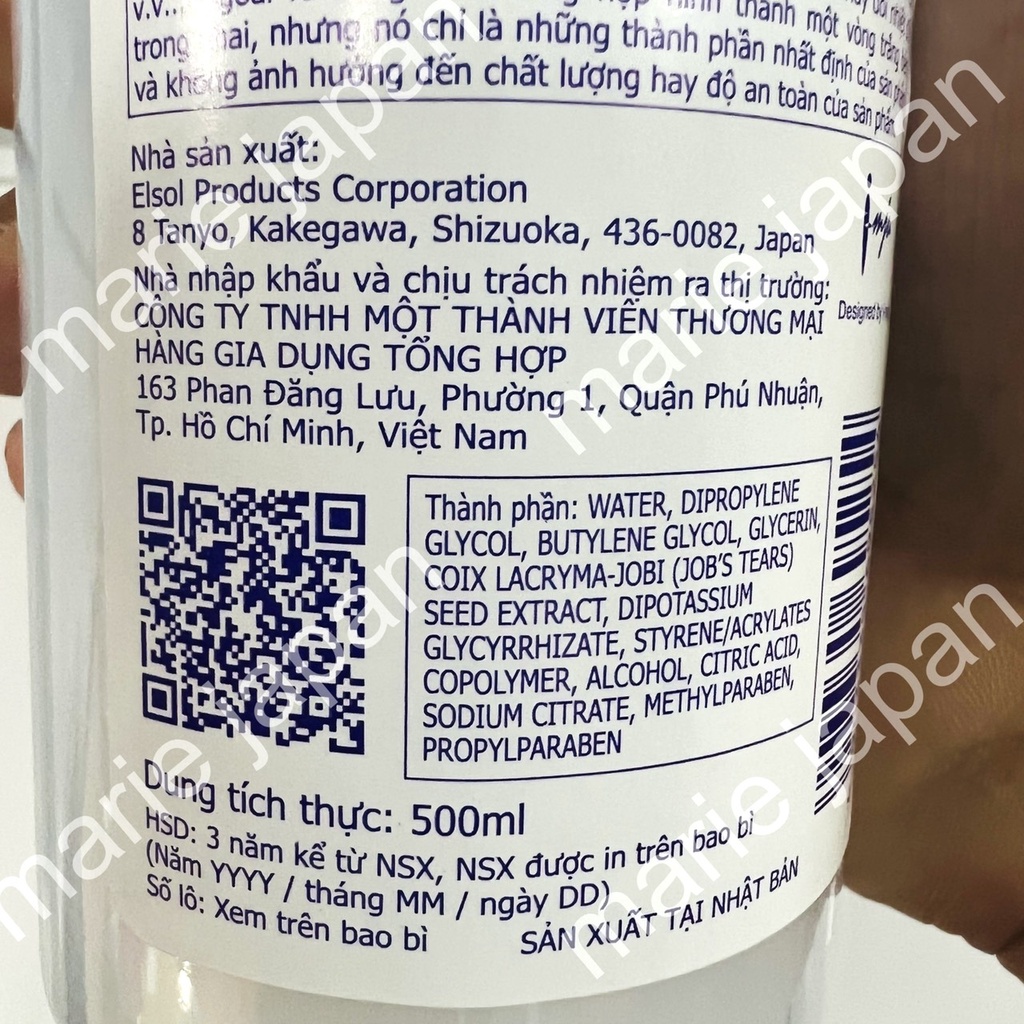 v.v...
trong chai, nhưng nó chỉ là những thành phần nhất định của sản phẩm
và không ảnh hưởng đến chất lượng hay độ an toàn của sản phẩm
Nhà sản xuất:
Elsol Products Corporation
8 Tanyo, Kakegawa, Shizuoka, 436-0082, Japan
Nhà nhập khẩu và chịu trách nhiệm ra thị trường:
CÔNG TY TNHH MỘT THÀNH VIÊN THƯƠNG MẠI
HÀNG GIA DỤNG TỔNG HỢP
163 Phan Đăng Lưu, Phường 1, Quận Phú Nhuận,
Tp. Hồ Chí Minh, Việt Nam
Designed by
Thành phần: WATER, DIPROPYLENE
GLYCOL, BUTYLENE GLYCOL, GLYCERIN,
COIX LACRYMA-JOBI (JOB'S TEARS)
SEED EXTRACT, DIPOTASSIUM
GLYCYRRHIZATE, STYRENE/ACRYLATES
COPOLYMER, ALCOHOL, CITRIC ACID,
SODIUM CITRATE, METHYLPARABEN,
PROPYLPARABEN
Dung tích thực: 500ml
HSD: 3 năm kể từ NSX, NSX được in trên bao bì
(Năm YYYY / tháng MM / ngày DD)
Số lô: Xem trên bao bì
SẢN XUẤT TẠI NHẬT BẢN
marie japan
marie japan
marie japan
marie japan